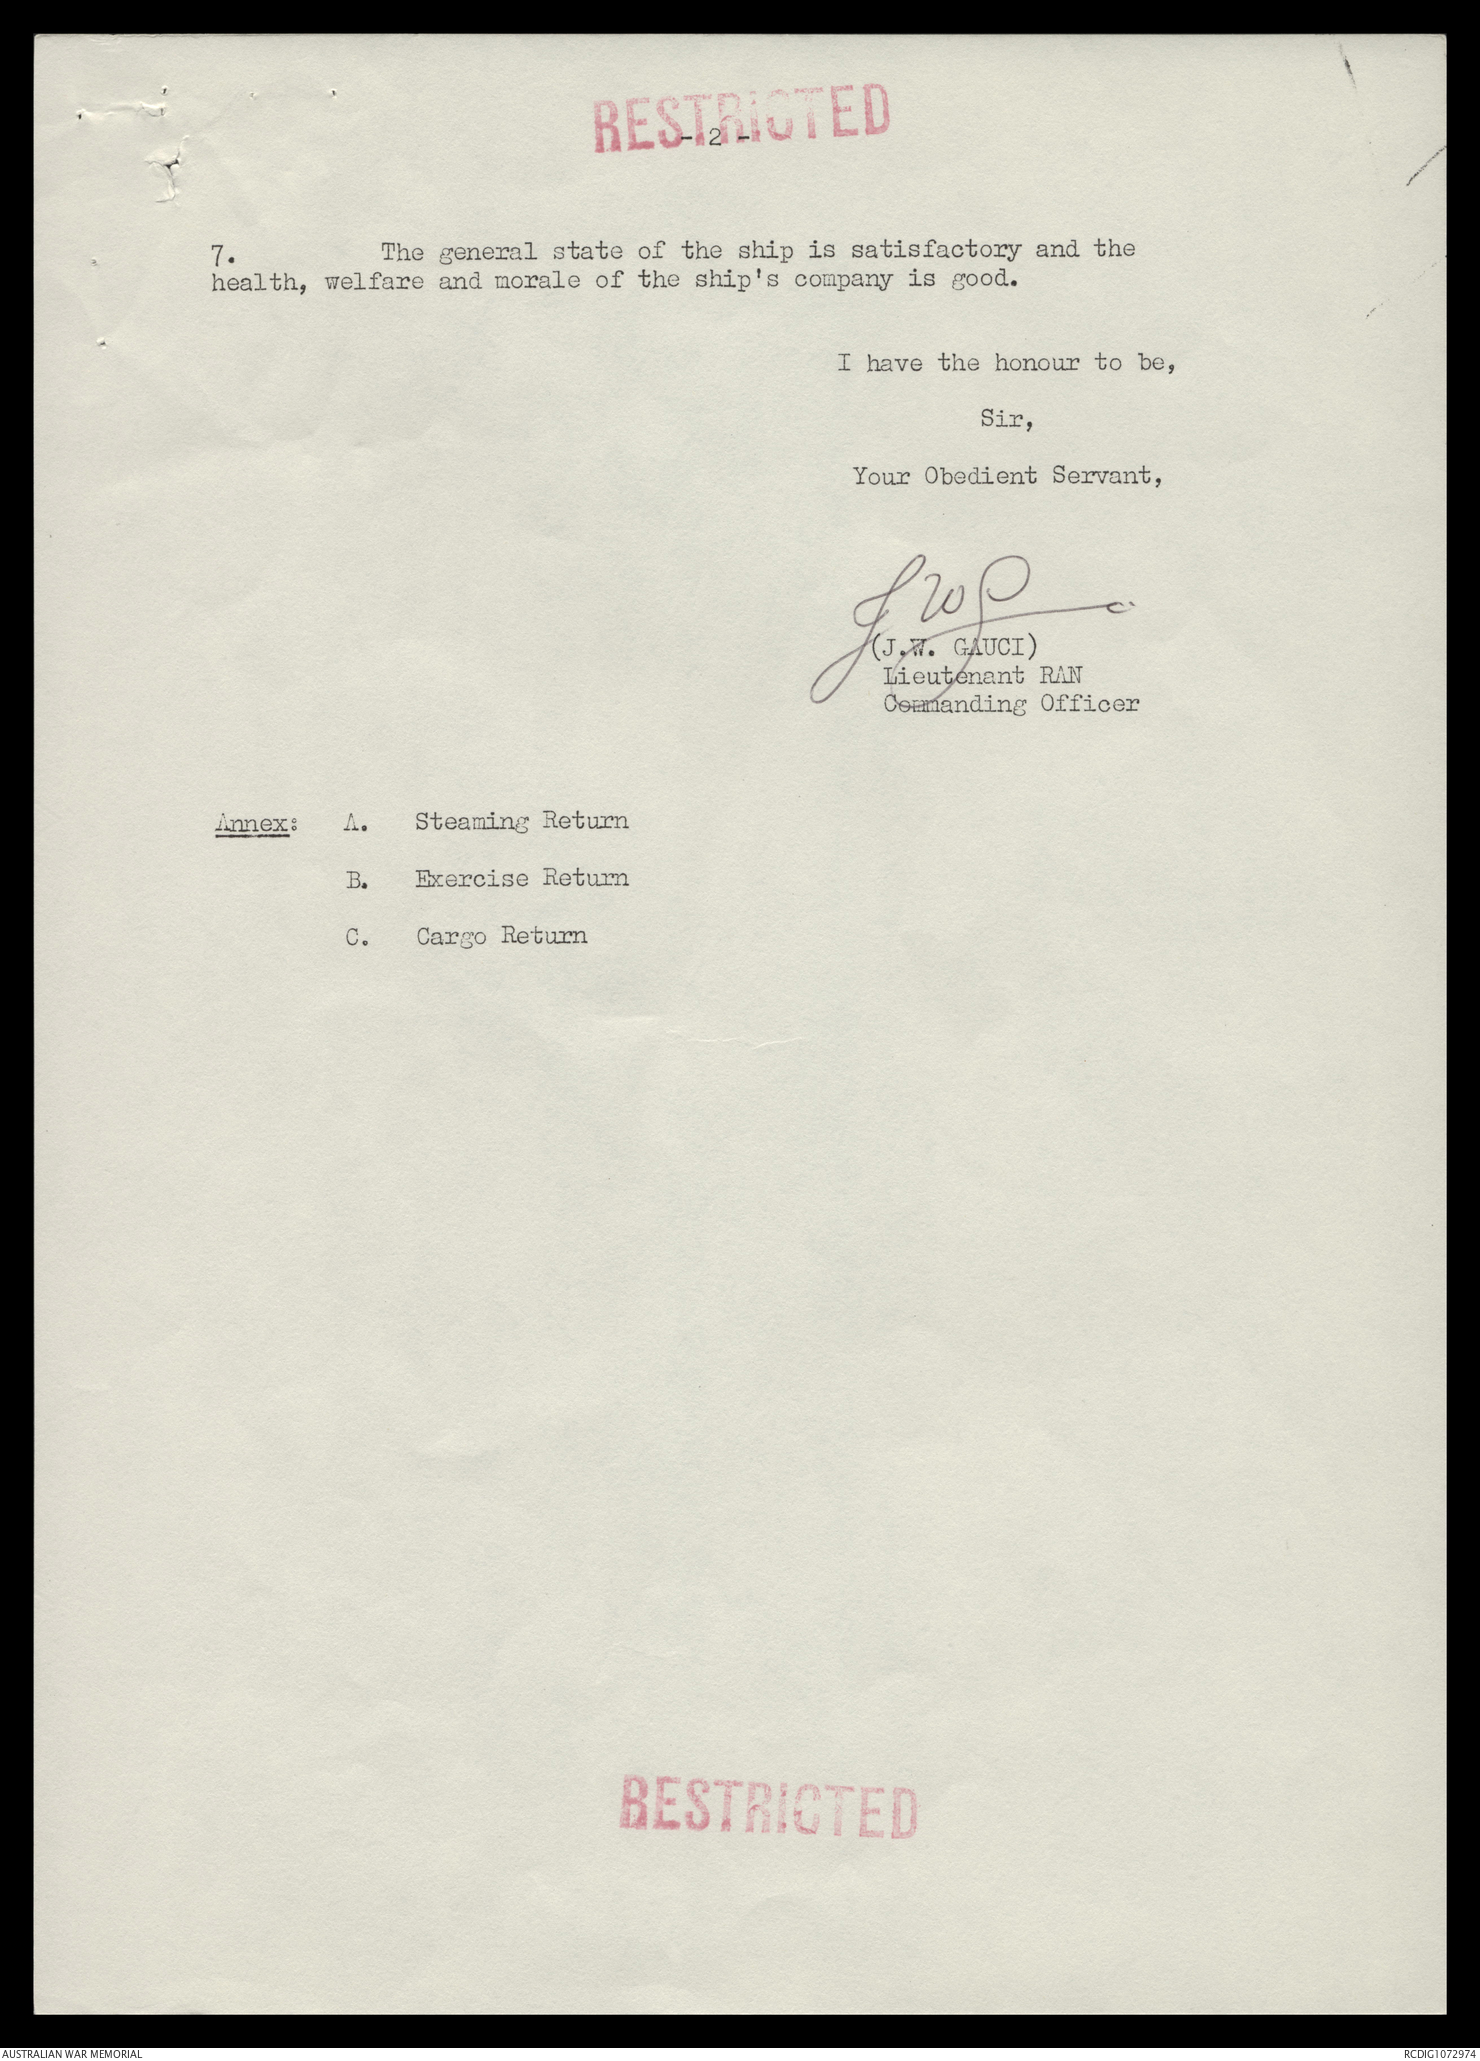 RESTRICTED
- 2 -
7. The general state of the ship is satisfactory and the
health, welfare and morale of the ship's company is good.
I have the honour to be,
Sir,
Your Obedient Servant,
(J.W. GAUCI)
Lieutenant RAN
Commanding Officer
Annex: A. Steaming Return
B. Exercise Return
C. Cargo Return
RESTRICTED
AUSTRALIAN WAR MEMORIAL
RCDIG1072974